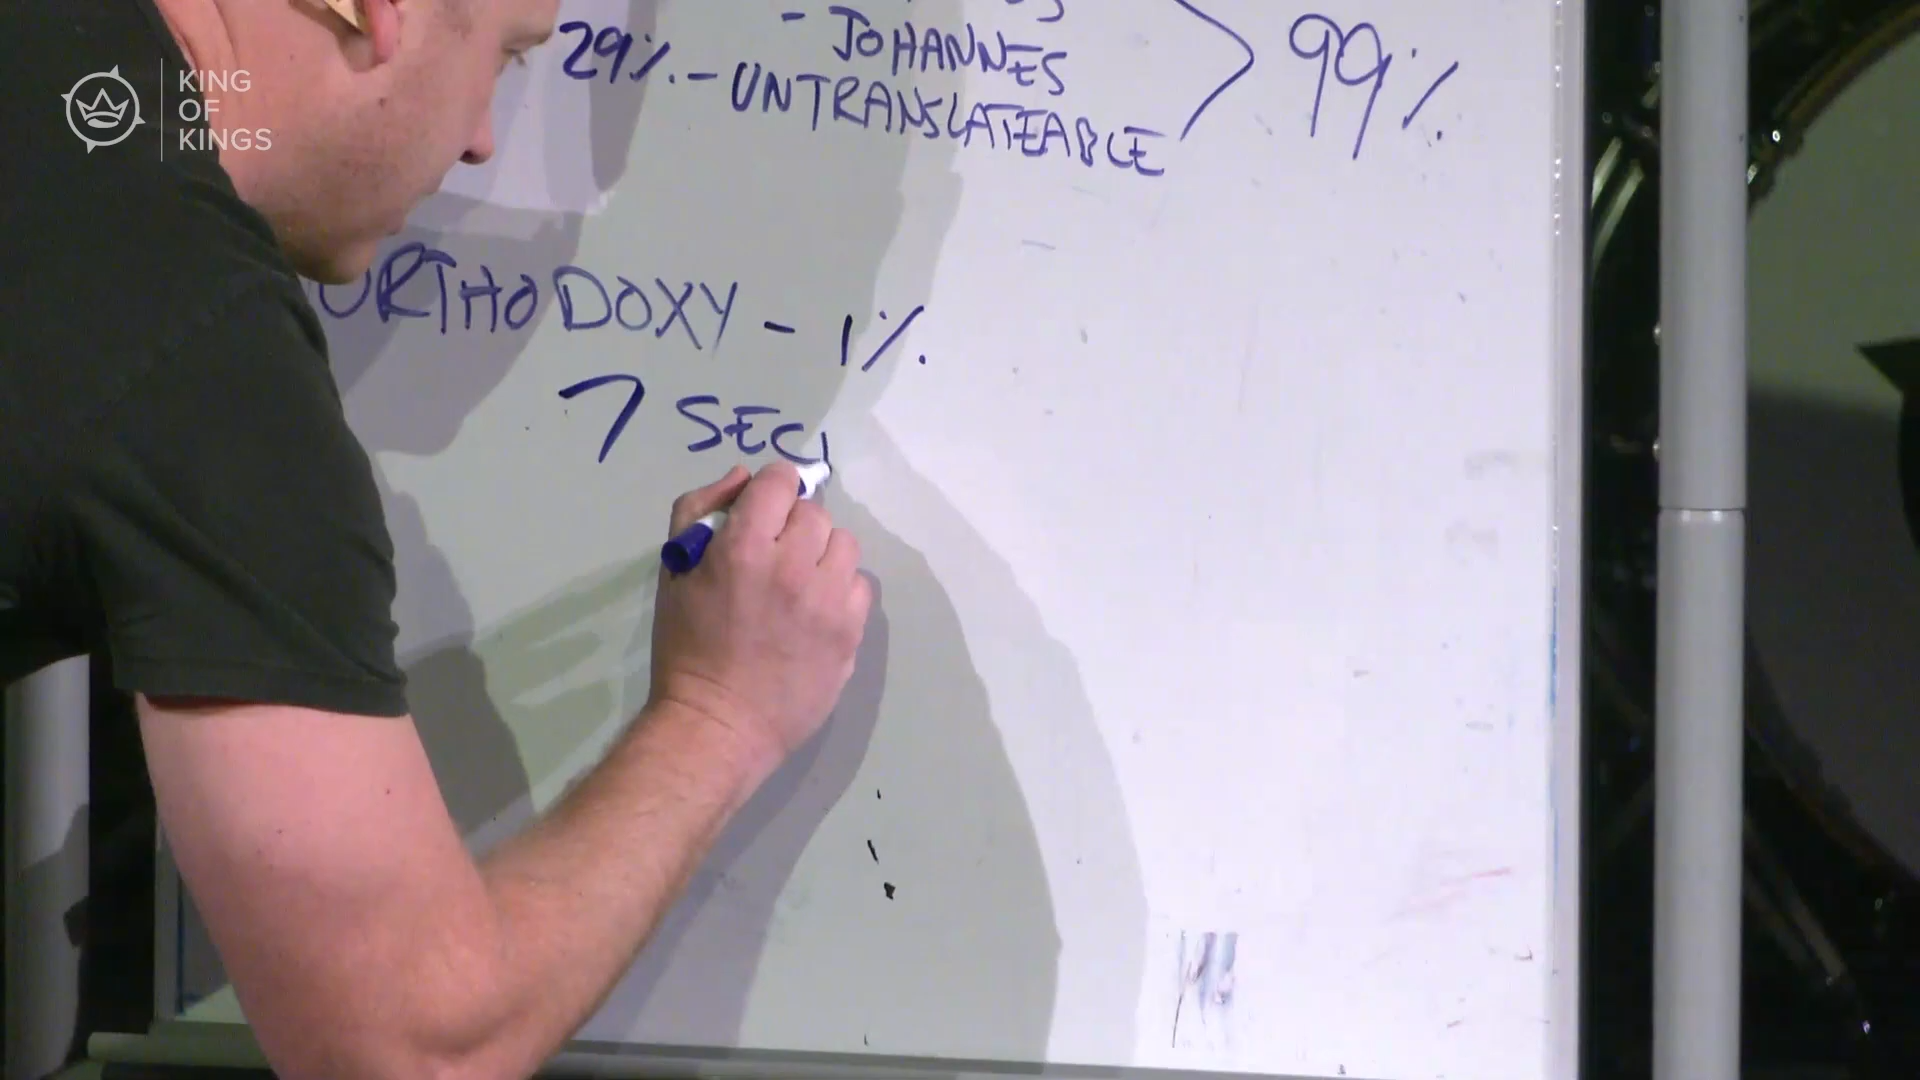 KING
OF
KINGS
- JOHANNES
29% - UNTRANSLATEABLE
99%
ORTHODOXY - 1%
7 SEC